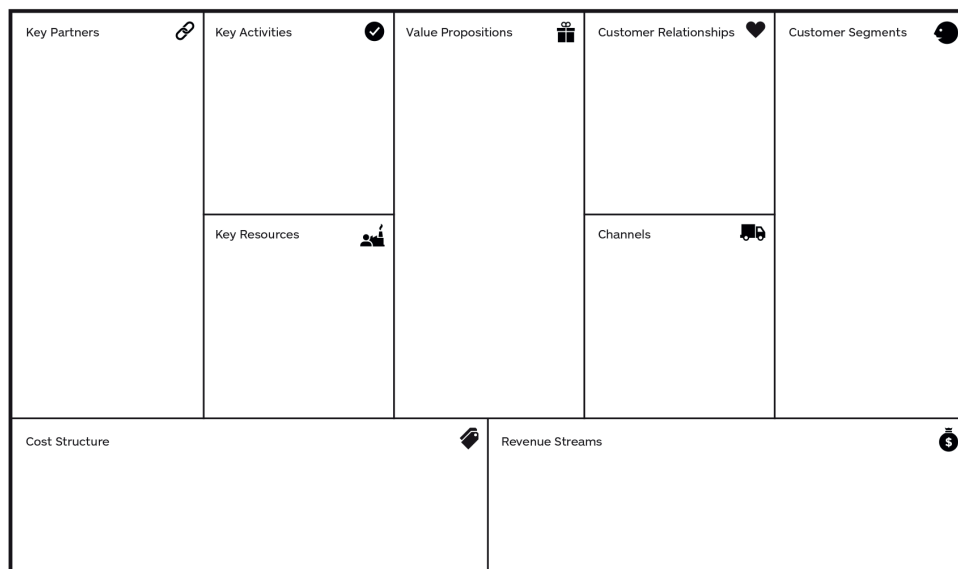 Key Partners
Key Activities
Value Propositions
Customer Relationships
Customer Segments
Key Resources
Channels
Cost Structure
Revenue Streams
$